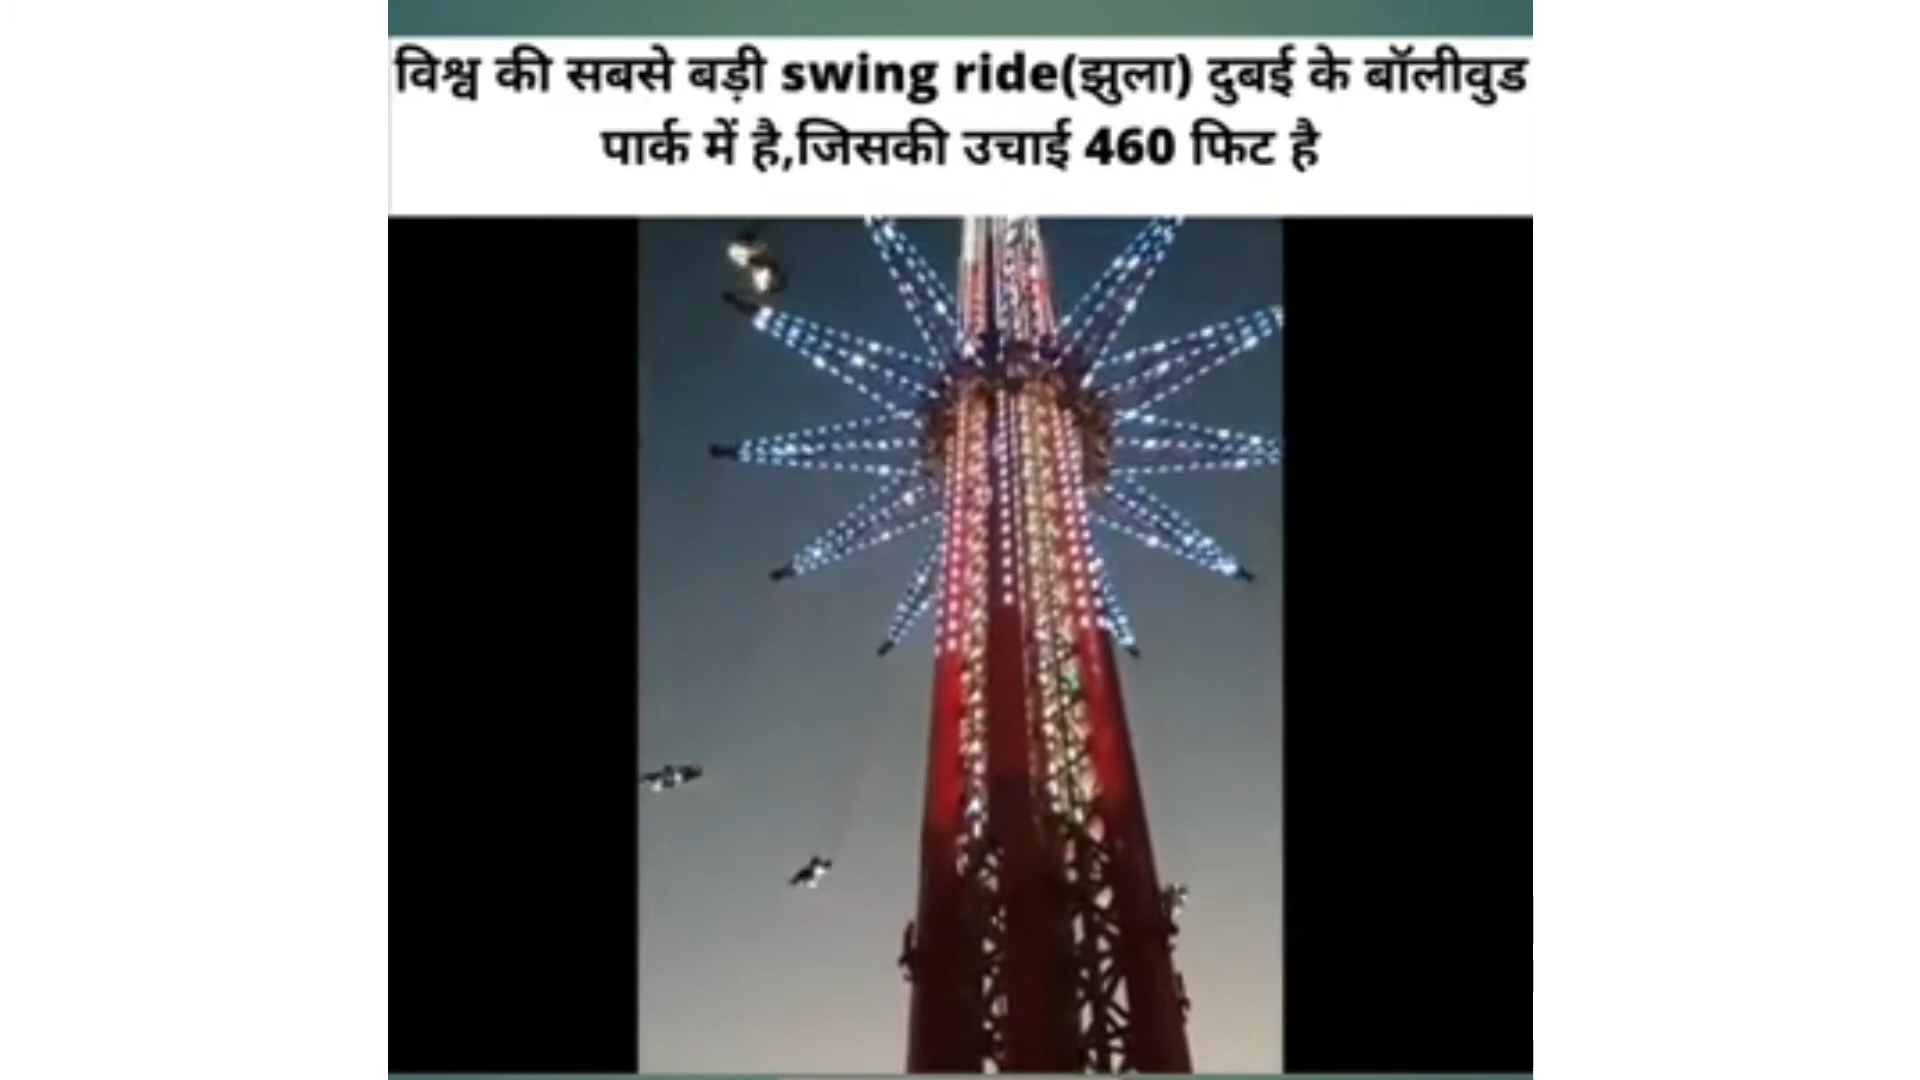 विश्व की सबसे बड़ी swing ride(झुला) दुबई के बॉलीवुड
पार्क में है,जिसकी उचाई 460 फिट है